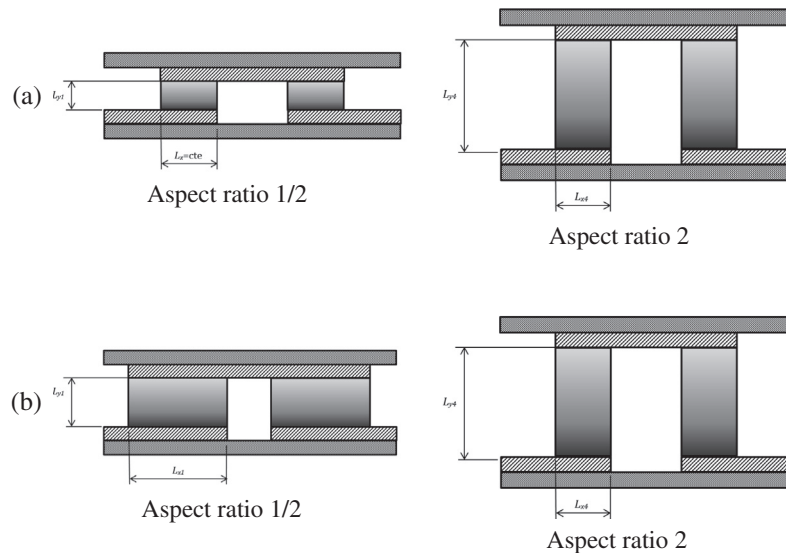 (a)
Ly1
Lx=cte
Aspect ratio 1/2
Ly4
Lx4
Aspect ratio 2
(b)
Ly1
Lx1
Aspect ratio 1/2
Ly4
Lx4
Aspect ratio 2